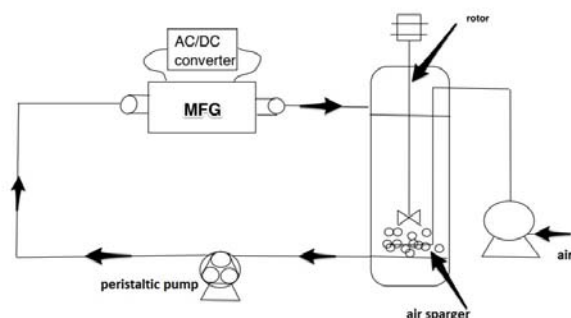 rotor
AC/DC
converter
MFG
air
peristaltic pump
air sparger